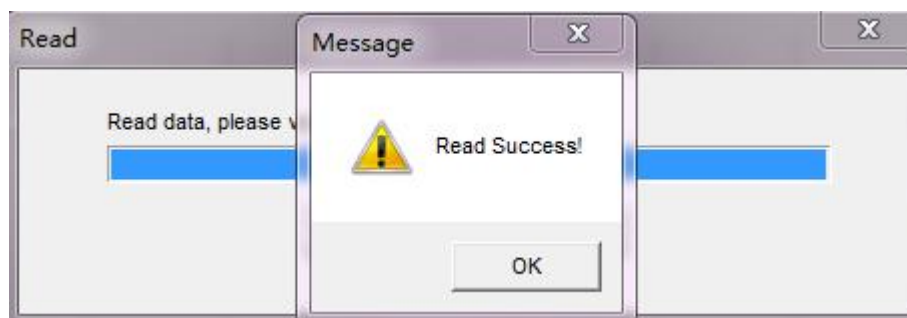 Read
Message
Read data, please
Read Success!
OK